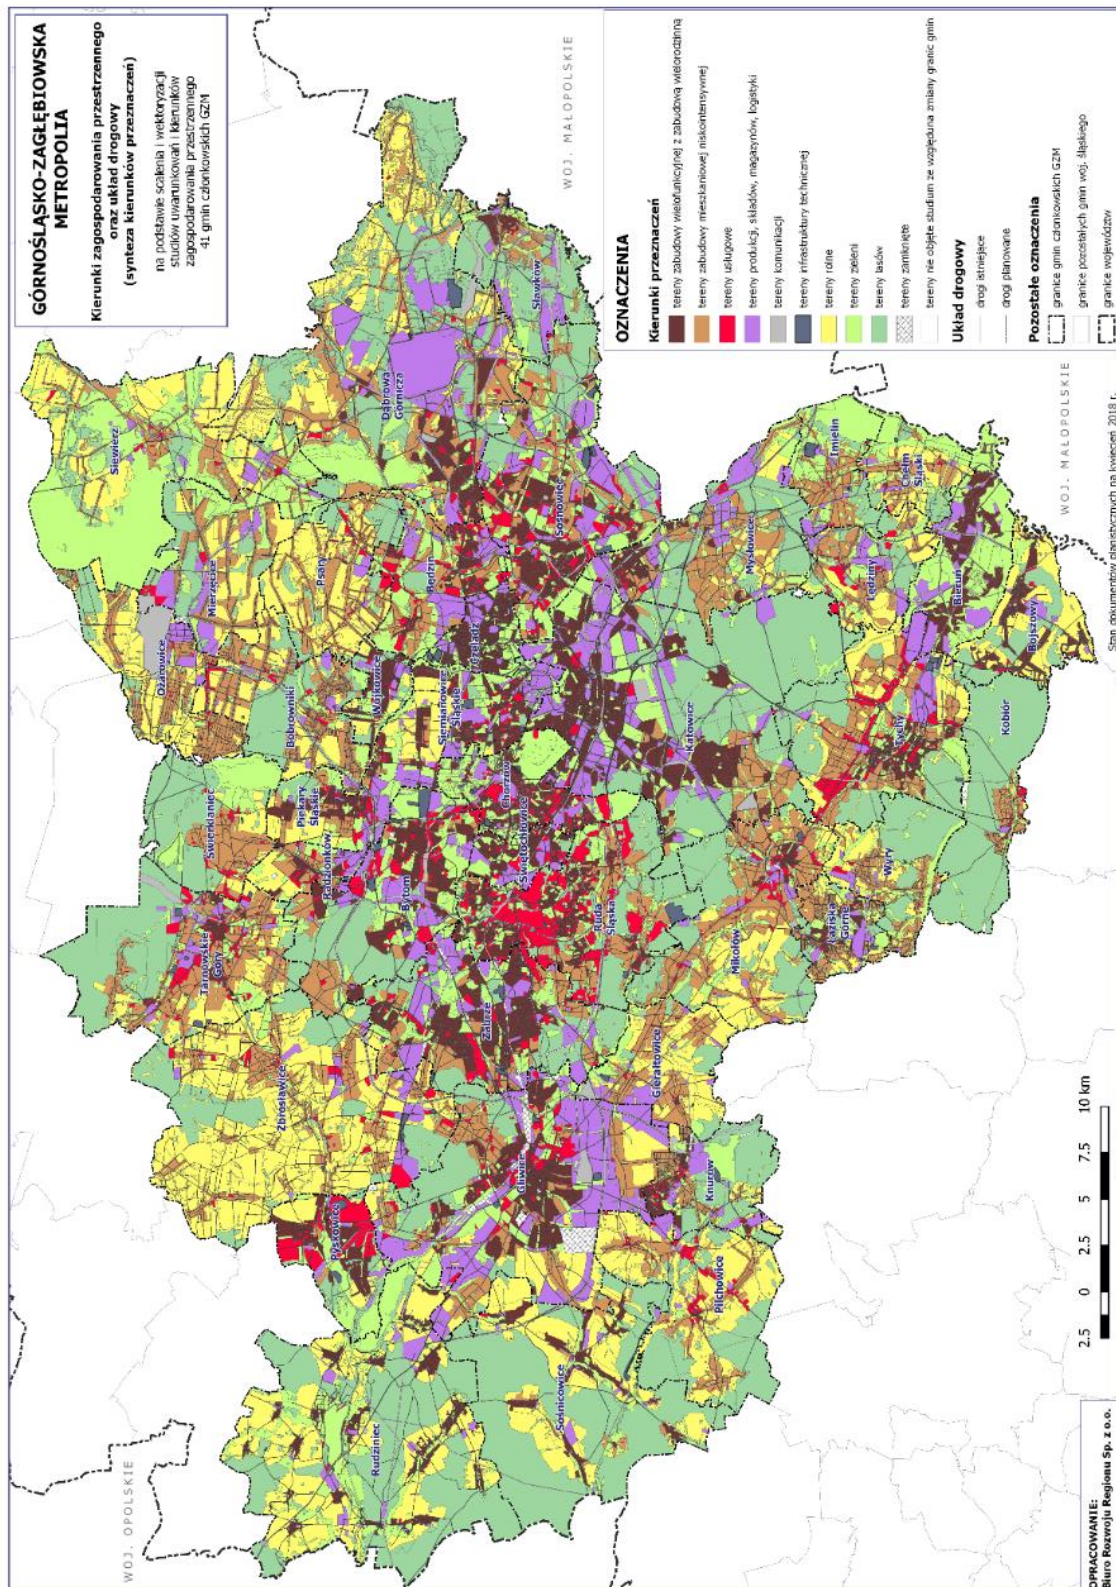 GÓRNOŚLĄSKO-ZAGŁĘBIOWSKA
METROPOLIA
Kierunki zagospodarowania przestrzennego
oraz układ drogowy
(synteza kierunków przeznaczeń)
na podstawie scalenia i wektoryzacji
studiów uwarunkowań i kierunków
zagospodarowania przestrzennego
41 gmin członkowskich GZM
WOJ. OPOLSKIE
WOJ. MAŁOPOLSKIE
WOJ. MAŁOPOLSKIE
Siewierz
Ożarowice
Mierzęcice
Świerklaniec
Tarnowskie
Góry
Bobrowniki
Psary
Piekary
Śląskie
Radzionków
Zbrosławice
Pyskowice
Wojkowice
Dąbrowa
Górnicza
Będzin
Rudziniec
Bytom
Siemianowice
Śląskie
Czeladź
Zabrze
Chorzów
Świętochłowice
Sosnowiec
Sławków
Gliwice
Sośnicowice
Ruda
Śląska
Katowice
Gierałtowice
Knurów
Pilchowice
Mikołów
Mysłowice
Łaziska
Górne
Wyry
Tychy
Lędziny
Imielin
Chełm
Śląski
Bieruń
Kobiór
Bojszowy
OZNACZENIA
Kierunki przeznaczeń
tereny zabudowy wielofunkcyjnej z zabudową wielorodzinną
tereny zabudowy mieszkaniowej niskointensywnej
tereny usługowe
tereny produkcji, składów, magazynów, logistyki
tereny komunikacji
tereny infrastruktury technicznej
tereny rolne
tereny zieleni
tereny lasów
tereny zamknięte
tereny nie objęte studium ze względuna zmiany granic gmin
Układ drogowy
drogi istniejące
drogi planowane
Pozostałe oznaczenia
granice gmin członkowskich GZM
granice pozostałych gmin woj. śląskiego
granice województw
2.5 0 2.5 5 7.5 10 km
OPRACOWANIE:
Biuro Rozwoju Regionu Sp. z o.o.
Stan dokumentów planistycznych na kwiecień 2018 r.